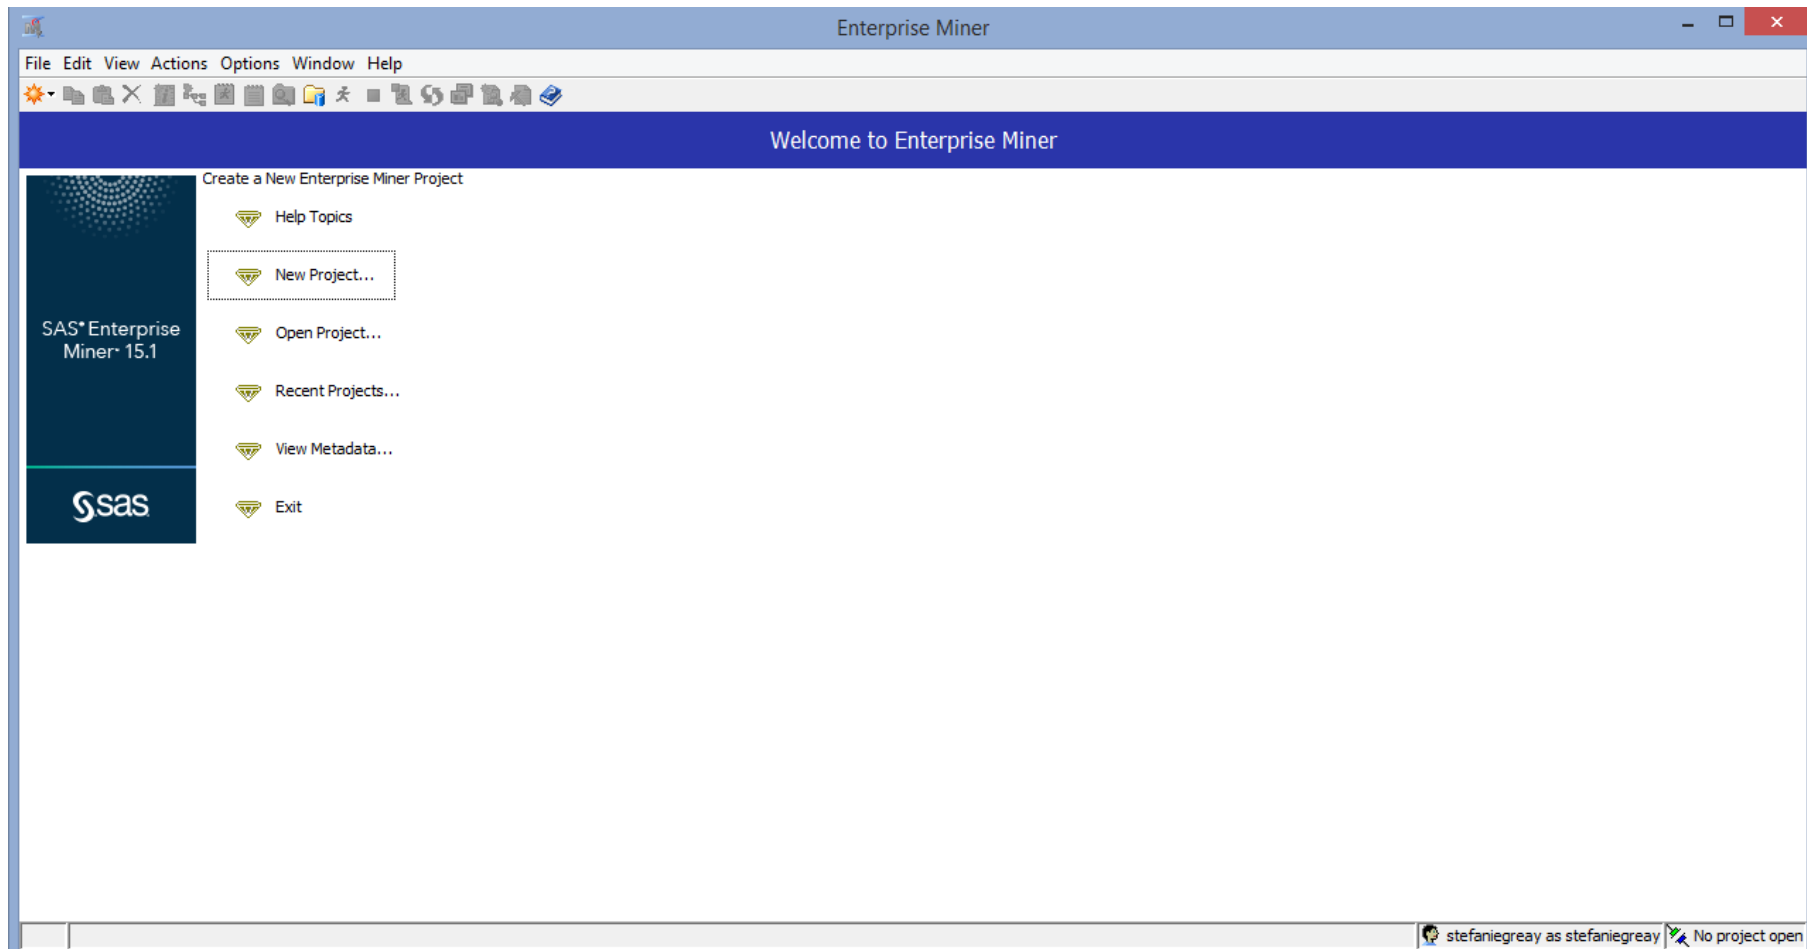 Enterprise Miner
File Edit View Actions Options Window Help
Welcome to Enterprise Miner
Create a New Enterprise Miner Project
Help Topics
New Project...
Open Project...
Recent Projects...
View Metadata...
Exit
SAS® Enterprise
Miner™ 15.1
sas
stefaniegreay as stefaniegreay
No project open